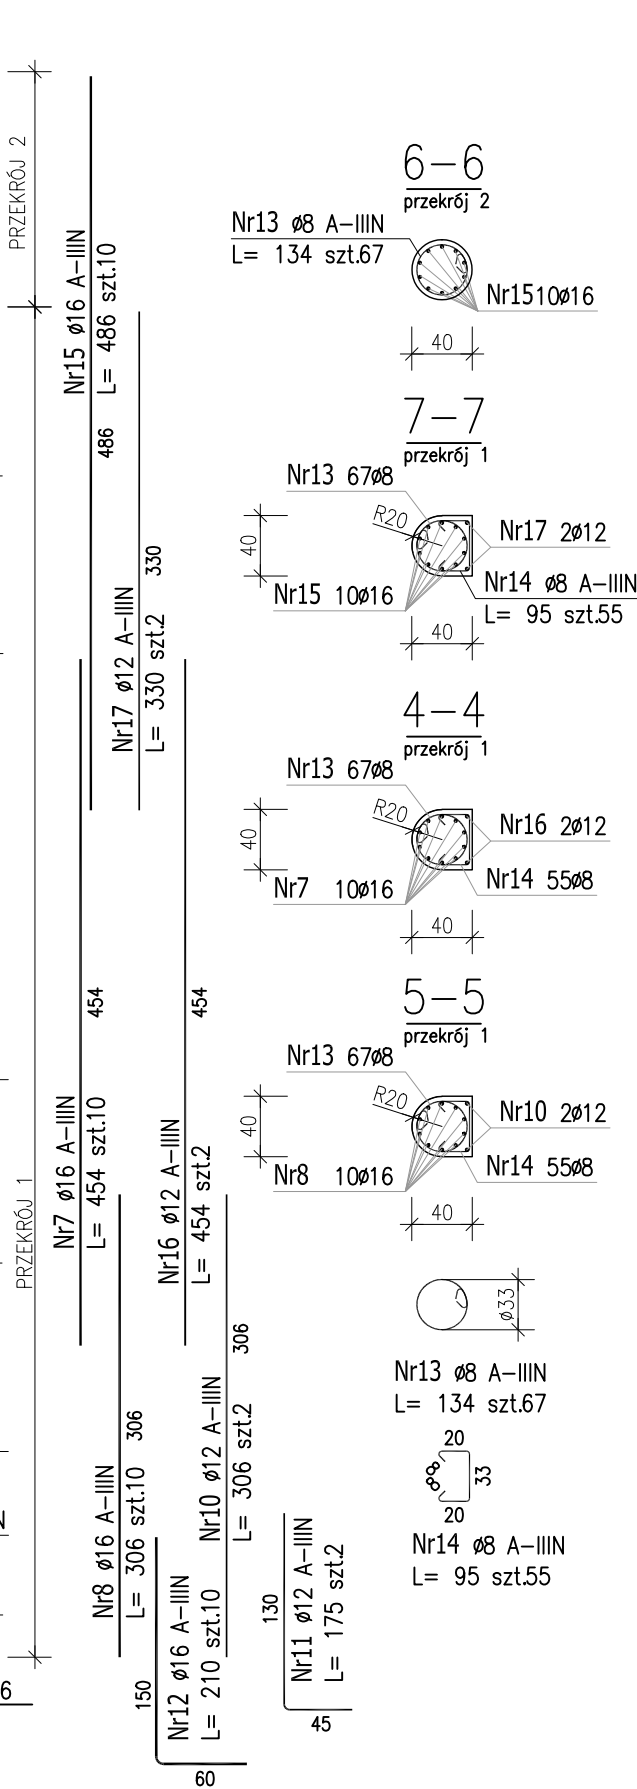 PRZEKRÓJ 2
Nr15 ø16 A-IIIN
L= 486 szt.10
486
Nr17 ø12 A-IIIN
L= 330 szt.2
330
6-6
przekrój 2
Nr13 ø8 A-IIIN
L= 134 szt.67
Nr15 10ø16
40
7-7
przekrój 1
Nr13 67ø8
R20
40
Nr17 2ø12
Nr15 10ø16
Nr14 ø8 A-IIIN
L= 95 szt.55
40
4-4
przekrój 1
Nr13 67ø8
R20
40
Nr16 2ø12
Nr7 10ø16
Nr14 55ø8
40
5-5
przekrój 1
Nr13 67ø8
R20
40
Nr10 2ø12
Nr8 10ø16
Nr14 55ø8
40
PRZEKRÓJ 1
Nr7 ø16 A-IIIN
L= 454 szt.10
454
Nr16 ø12 A-IIIN
L= 454 szt.2
454
Nr8 ø16 A-IIIN
L= 306 szt.10
306
Nr10 ø12 A-IIIN
L= 306 szt.2
306
ø33
Nr13 ø8 A-IIIN
L= 134 szt.67
20
33
20
Nr14 ø8 A-IIIN
L= 95 szt.55
Nr12 ø16 A-IIIN
L= 210 szt.10
150
60
Nr11 ø12 A-IIIN
L= 175 szt.2
130
45
6